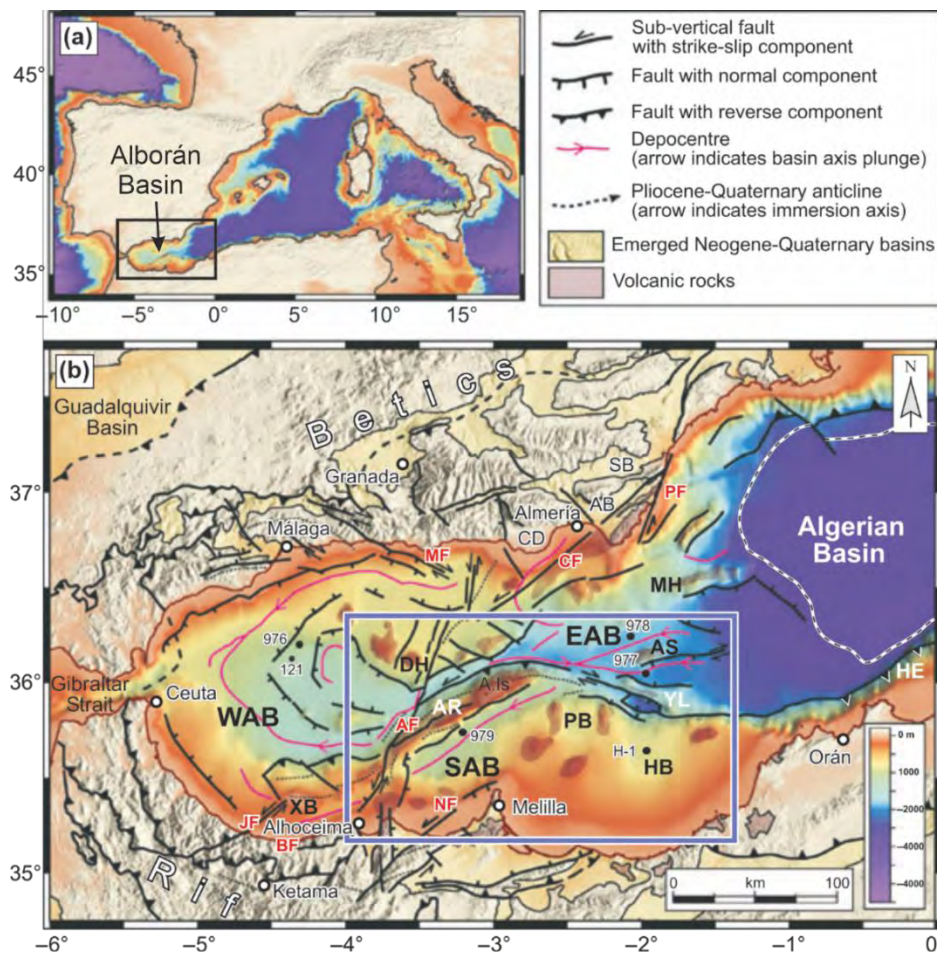 (a)
45°
40°
35°
–10°
–5°
0°
5°
10°
15°
Alborán
Basin
Sub-vertical fault
with strike-slip component
Fault with normal component
Fault with reverse component
Depocentre
(arrow indicates basin axis plunge)
Pliocene-Quaternary anticline
(arrow indicates immersion axis)
Emerged Neogene-Quaternary basins
Volcanic rocks
(b)
N
Guadalquivir
Basin
Betics
Granada
SB
37°
Almería
AB
PF
Málaga
CD
MF
CF
Algerian
Basin
MH
976
978
EAB
121
DH
977
AS
36°
Gibraltar
Strait
Ceuta
A.Is
YL
HE
WAB
AF
AR
PB
979
H-1
SAB
HB
Orán
XB
NF
Melilla
JF
Alhoceima
BF
35°
Rif
Ketama
0
km
100
0 m
1000
–2000
–3000
–4000
–6°
–5°
–4°
–3°
–2°
–1°
0